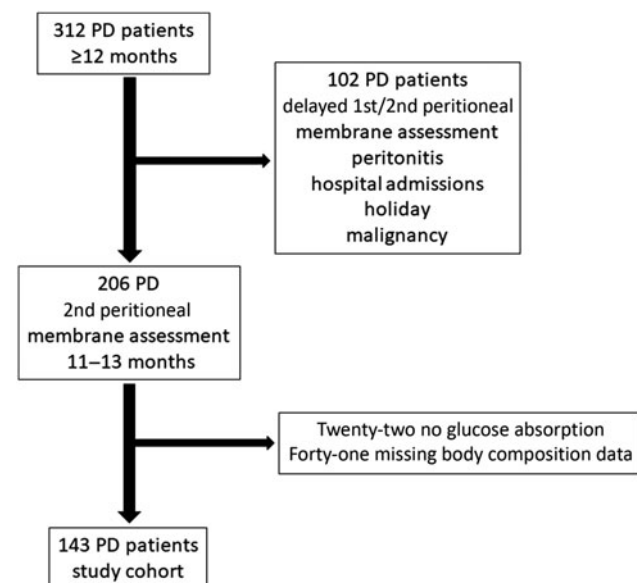 312 PD patients
≥12 months
102 PD patients
delayed 1st/2nd peritioneal
membrane assessment
peritonitis
hospital admissions
holiday
malignancy
206 PD
2nd peritioneal
membrane assessment
11–13 months
Twenty-two no glucose absorption
Forty-one missing body composition data
143 PD patients
study cohort